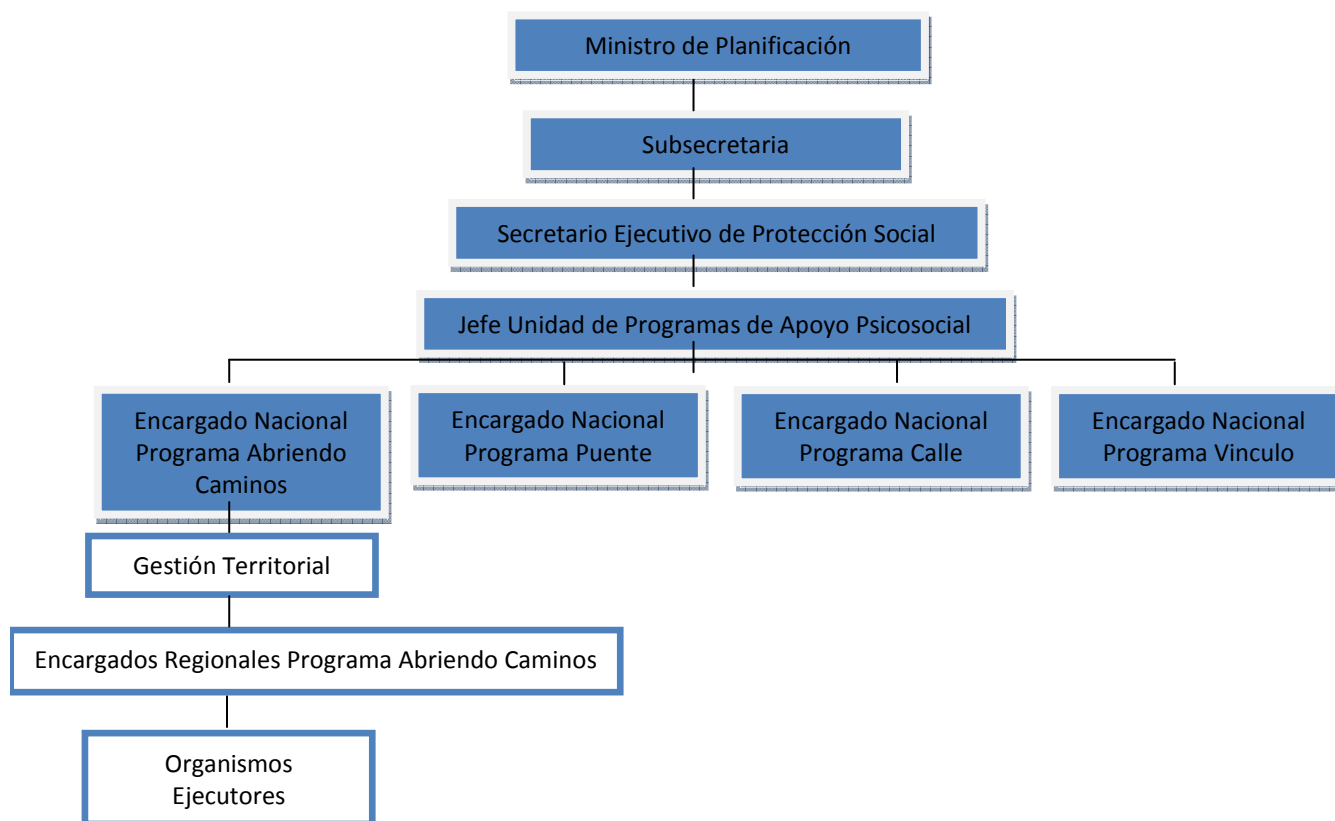 Ministro de Planificación
Subsecretaria
Secretario Ejecutivo de Protección Social
Jefe Unidad de Programas de Apoyo Psicosocial
Encargado Nacional
Programa Abriendo
Caminos
Encargado Nacional
Programa Puente
Encargado Nacional
Programa Calle
Encargado Nacional
Programa Vinculo
Gestión Territorial
Encargados Regionales Programa Abriendo Caminos
Organismos
Ejecutores